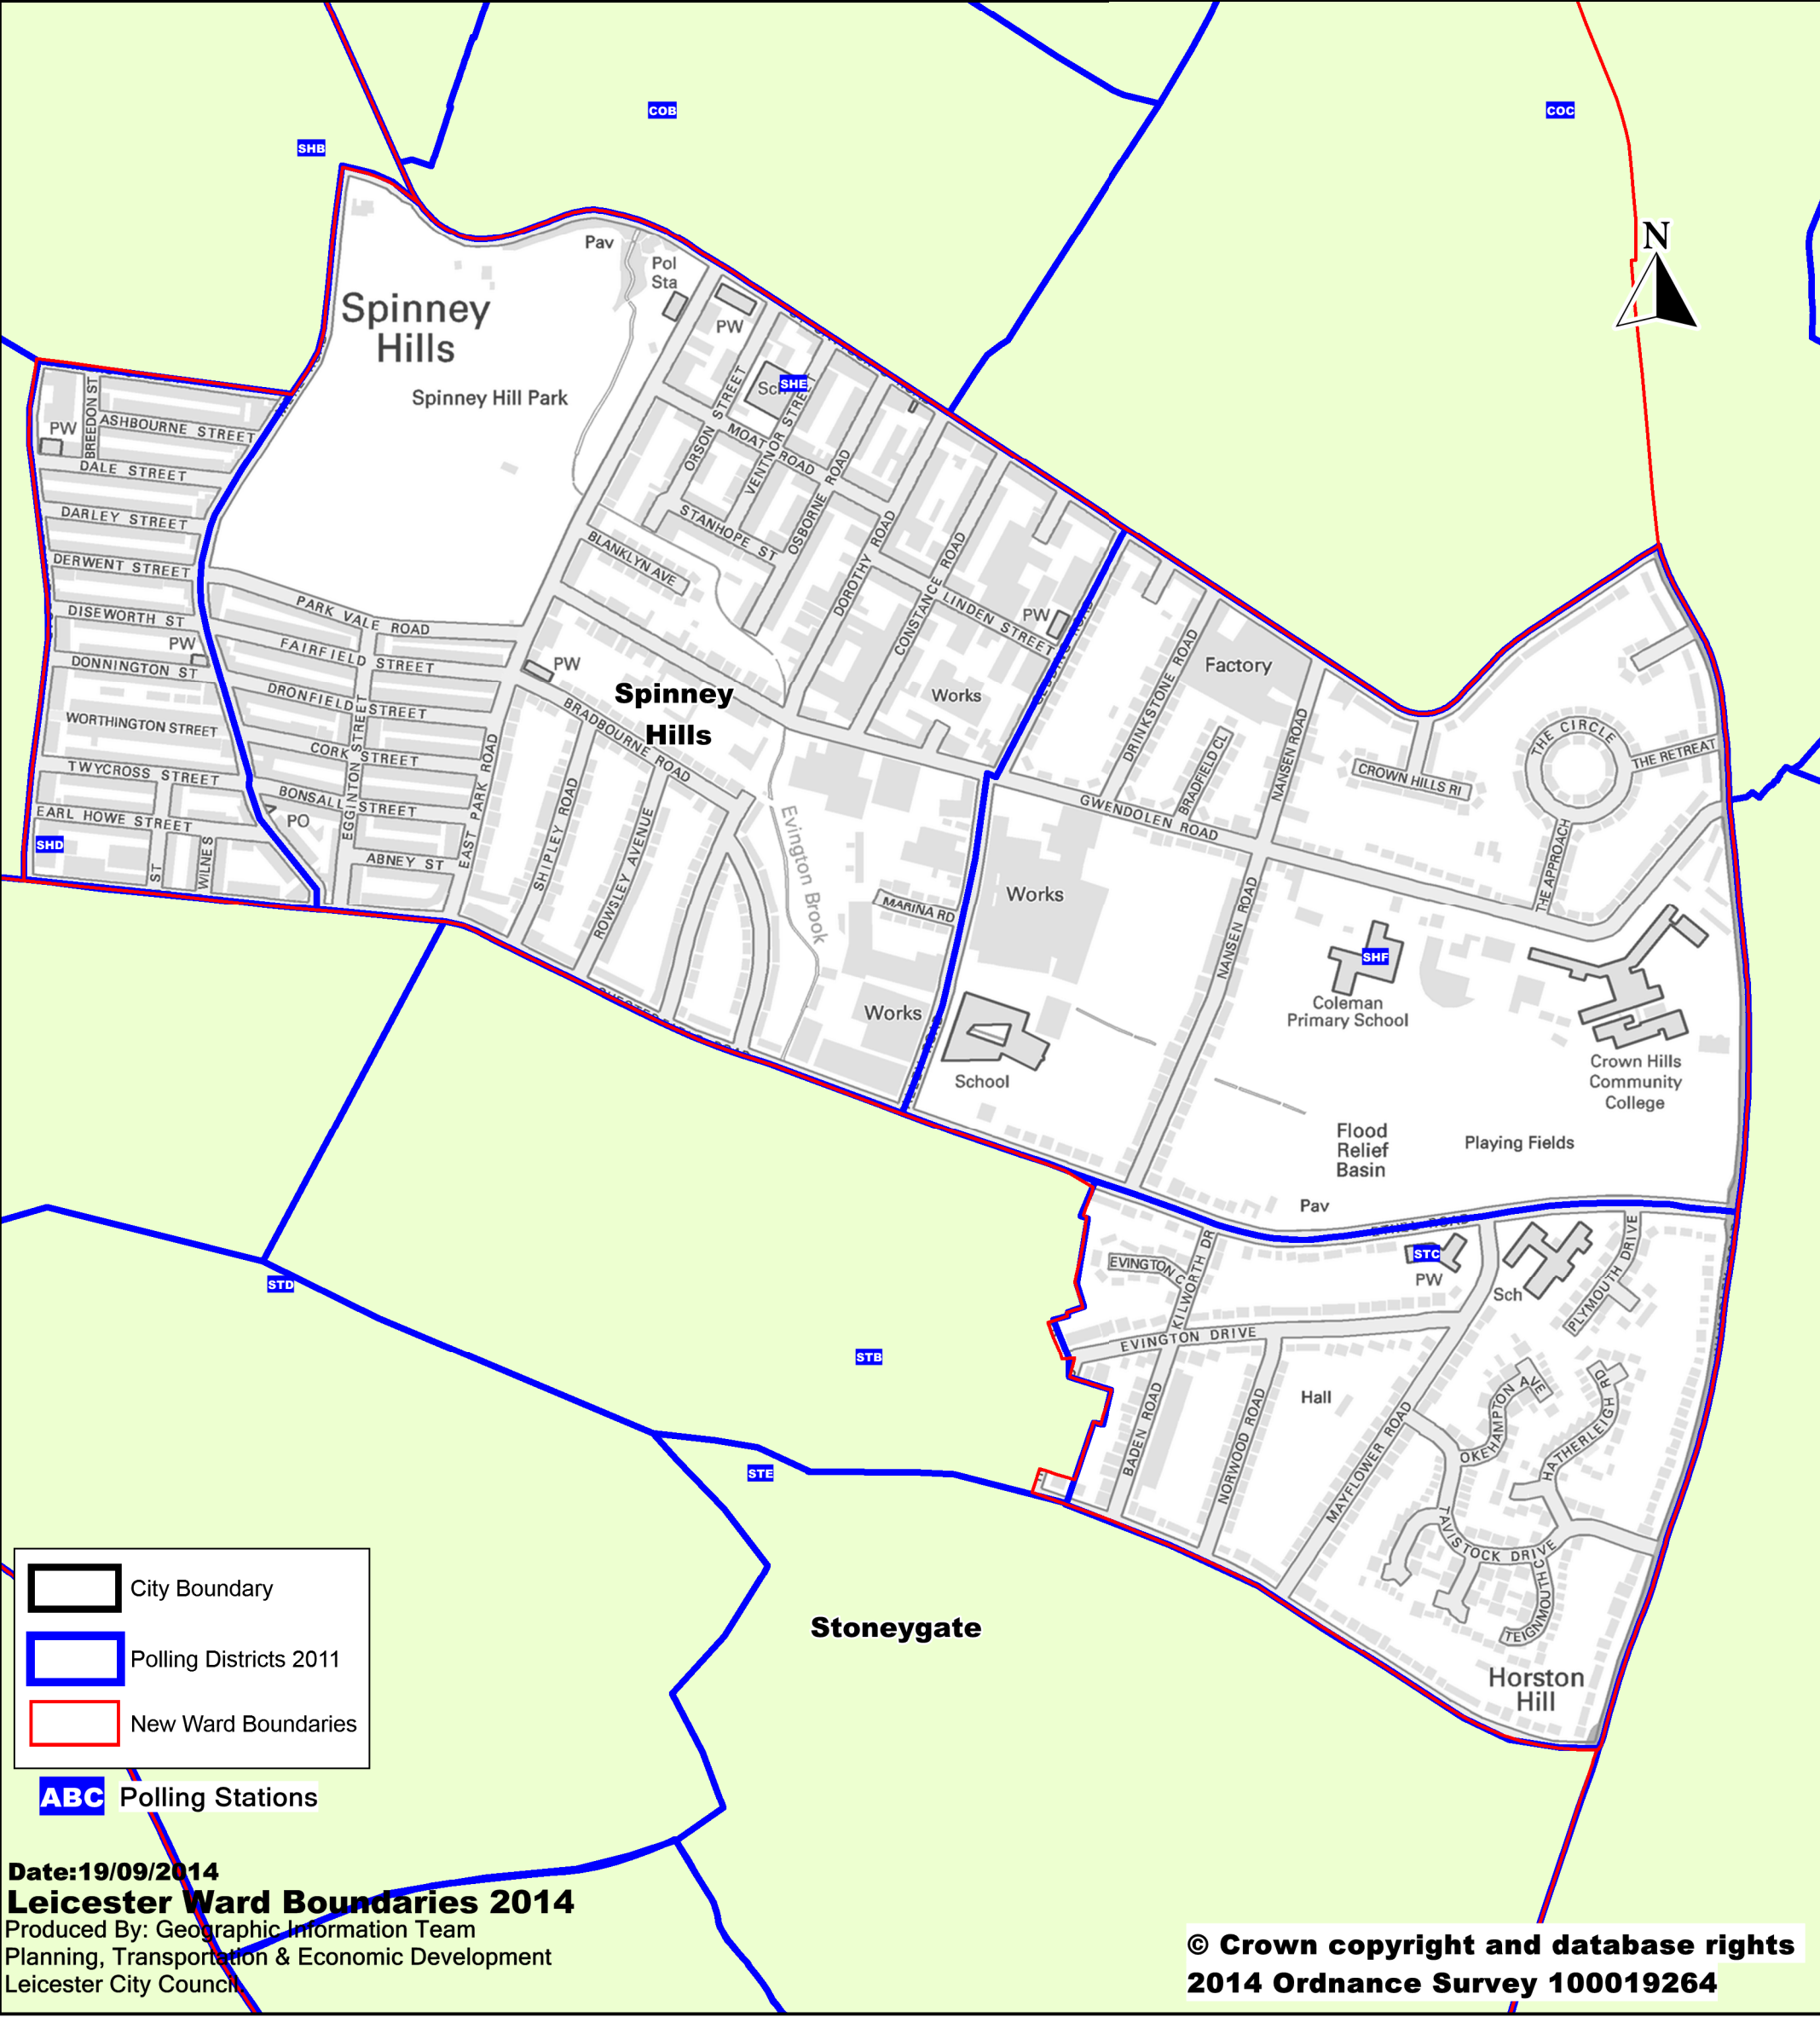 COB
COC
SHB
N
Pav
Pol
Sta
Spinney
Hills
PW
Spinney Hill Park
Sch
SHE
BREEDON ST
ASHBOURNE STREET
PW
DALE STREET
DARLEY STREET
DERWENT STREET
DISEWORTH ST
PW
DONNINGTON ST
WORTHINGTON STREET
TWYCROSS STREET
EARL HOWE STREET
SHD
ST
PO
ORSON STREET
MOAT ROAD
VENTNOR STREET
OSBORNE ROAD
STANHOPE ST
BLANKLYN AVE
DOROTHY ROAD
CONSTANCE ROAD
LINDEN STREET
PW
PARK VALE ROAD
FAIRFIELD STREET
DRONFIELD STREET
CORK STREET
BONSALL STREET
EGGINTON STREET
ABNEY ST
EAST PARK ROAD
PW
Spinney
Hills
BRADBOURNE ROAD
SHIPLEY ROAD
ROWSLEY AVENUE
Evington Brook
MARINA RD
Works
Works
Works
DRINKSTONE ROAD
Factory
BRADFIELD CL
NANSEN ROAD
GWENDOLEN ROAD
CROWN HILLS RI
THE CIRCLE
THE RETREAT
THE APPROACH
NANSEN ROAD
SHF
Coleman
Primary School
Crown Hills
Community
College
School
Flood
Relief
Basin
Playing Fields
Pav
STC
PW
Sch
PLYMOUTH DRIVE
EVINGTON C
KILWORTH DR
EVINGTON DRIVE
BADEN ROAD
NORWOOD ROAD
Hall
MAYFLOWER ROAD
OKEHAMPTON AVE
HATHERLEIGH RD
TAVISTOCK DRIVE
TEIGNMOUTH C
Horston
Hill
STD
STB
STE
Stoneygate
City Boundary
Polling Districts 2011
New Ward Boundaries
ABC Polling Stations
Date:19/09/2014
Leicester Ward Boundaries 2014
Produced By: Geographic Information Team
Planning, Transportation & Economic Development
Leicester City Council
© Crown copyright and database rights
2014 Ordnance Survey 100019264